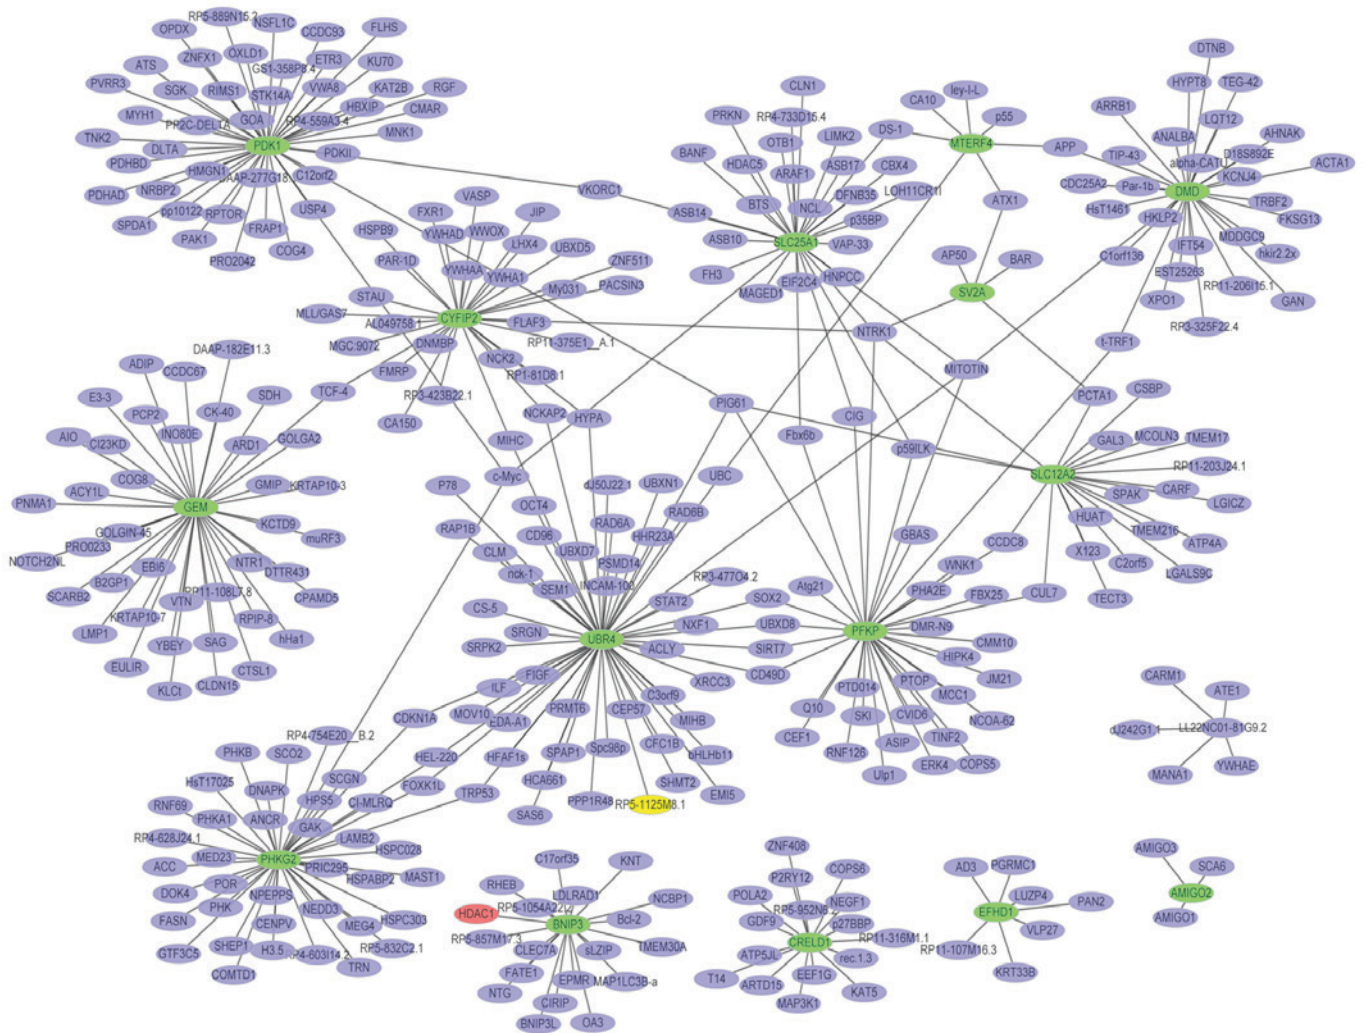 RP5-889N15.2
OPDX
NSFL1C
CCDC93
FLHS
ZNFX1
OXLD1
ETR3
KU70
ATS
GS1-358P8.4
PVRR3
SGK
RIMS1
STK14A
VWA8
KAT2B
RGF
HBXIP
CMAR
MYH1
GOA
RP4-559A3.4
PP2C-DEL1A
MNK1
TNK2
DLTA
PDK1
PDKII
PDHBD
HMGN1
C12orf2
PDHAD
NRBP2
USP4
SPDA1
pp10122
RPTOR
FRAP1
PAK1
COG4
PRO2042
VKORC1
CLN1
RP4-733D15.4
PRKN
LIMK2
DS-1
OTB1
BANF
HDAC5
ASB17
CBX4
ARAF1
LOH11CR1I
DFNB35
BTS
NCL
ASB14
p35BP
ASB10
SLC25A1
VAP-33
FH3
EIF2C4
HNPCC
MAGED1
ley-I-L
CA10
p55
MTERF4
APP
ATX1
AP50
BAR
SV2A
NTRK1
MITOTIN
DTNB
HYPT8
TEG-42
ARRB1
LQT12
ANALBA
AHNAK
TIP-43
D18S892E
alpha-CATU
ACTA1
CDC25A2
Par-1b
DMD
KCNJ4
HsT1461
TRBF2
HKLP2
FKSG13
MDDGC9
C1orf136
IFT54
hkir2.2x
EST25263
RP11-206I15.1
XPO1
GAN
RP3-325F22.4
t-TRF1
VASP
FXR1
JIP
HSPB9
YWHAD
WWOX
LHX4
UBXD5
PAR-1D
YWHAA
YWHA1
ZNF511
STAU
My031
PACSIN3
MLL/GAS7
AL049758.1
CYFIP2
FLAF3
MGC:9072
DNMBP
RP11-375E1__A.1
NCK2
FMRP
RP1-81D8.1
TCF-4
RP3-423B22.1
NCKAP2
HYPA
CA150
MIHC
c-Myc
DAAP-182E11.3
ADIP
CCDC67
E3-3
SDH
PCP2
CK-40
AIO
INO80E
GOLGA2
CI23KD
ARD1
COG8
GMIP
KRTAP10-3
PNMA1
ACY1L
GEM
KCTD9
muRF3
GOLGIN-45
PRO0233
NOTCH2NL
NTR1
EBI6
DTTR431
B2GP1
SCARB2
RP11-108L7.8
CPAMD5
VTN
KRTAP10-7
RPIP-8
LMP1
hHa1
YBEY
SAG
EULIR
CTSL1
KLCt
CLDN15
PIG61
CIG
Fbx6b
p59ILK
PCTA1
CSBP
GAL3
MCOLN3
TMEM17
SLC12A2
RP11-203J24.1
SPAK
CARF
LGICZ
HUAT
TMEM216
ATP4A
X123
C2orf5
LGALS9C
TECT3
P78
dJ50J22.1
UBXN1
UBC
OCT4
RAD6B
RAP1B
RAD6A
CD96
HHR23A
CLM
UBXD7
PSMD14
nck-1
SEM1
INCAM-100
RP3-477O4.2
STAT2
SOX2
CS-5
NXF1
UBXD8
SRGN
UBR4
ACLY
SIRT7
SRPK2
XRCC3
CD49D
FIGF
C3orf9
ILF
CEP57
MIHB
CDKN1A
MOV10
EDA-A1
PRMT6
CFC1B
bHLHb11
Spc98p
HEL-220
HFAF1s
SPAP1
SHMT2
FOXK1L
HCA661
EMI5
TRP53
PPP1R48
RP5-1125M8.1
SAS6
GBAS
CCDC8
Atg21
WNK1
PHA2E
FBX25
CUL7
PFKP
DMR-N9
CMM10
HIPK4
PTD014
PTOP
JM21
MCC1
Q10
SKI
CVID6
NCOA-62
CEF1
TINF2
RNF126
ASIP
COPS5
ERK4
Ulp1
CARM1
ATE1
dJ242G1.1
LL22NC01-81G9.2
MANA1
YWHAE
RP4-754E20__B.2
PHKB
SCO2
HsT17025
SCGN
DNAPK
RNF69
HPS5
CI-MLRQ
PHKA1
ANCR
GAK
RP4-628J24.1
LAMB2
MED23
HSPC028
ACC
PHKG2
PRIC295
HSPABP2
MAST1
DOK4
POR
NPEPPS
NEDD3
HSPC303
FASN
PHK
CENPV
MEG4
GTF3C5
SHEP1
H3.5
RP5-832C2.1
RP4-603I14.2
COMTD1
TRN
C17orf35
KNT
RHEB
LDLRAD1
NCBP1
HDAC1
Bcl-2
BNIP3
RP5-857M17.3
TMEM30A
CLEC7A
sLZIP
FATE1
MAP1LC3B-a
EPMR
NTG
CIRIP
BNIP3L
OA3
ZNF408
COPS6
P2RY12
POLA2
NEGF1
RP5-952N6.2
GDF9
p27BBP
RP11-316M1.1
CRELD1
ATP5JL
rec.1.3
T14
EEF1G
ARTD15
KAT5
MAP3K1
AD3
PGRMC1
LUZP4
PAN2
EFHD1
VLP27
RP11-107M16.3
KRT33B
AMIGO3
SCA6
AMIGO2
AMIGO1